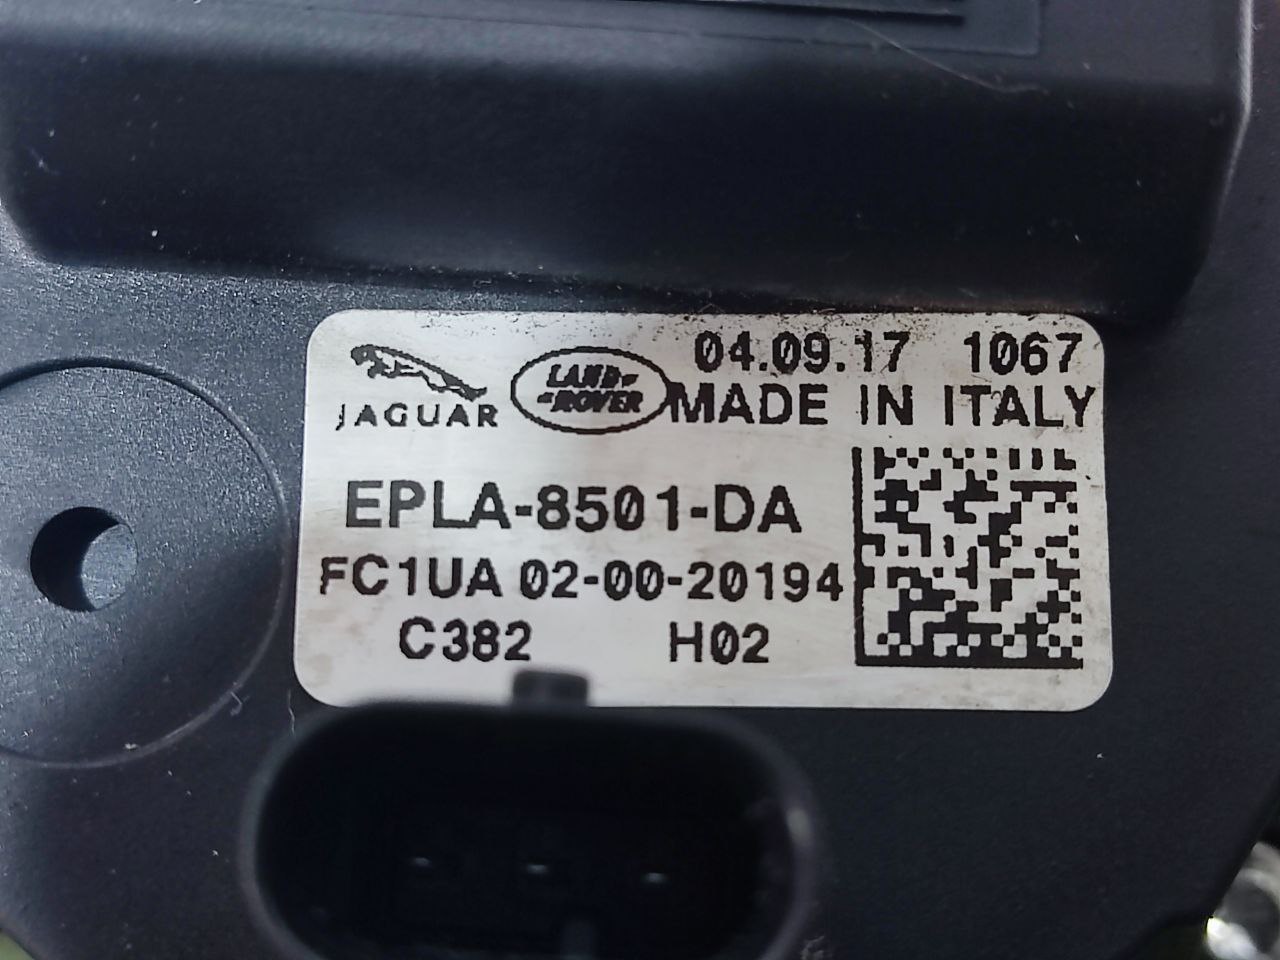 04.09.17 1067
JAGUAR
LAND
ROVER
MADE IN ITALY
EPLA-8501-DA
FC1UA 02-00-20194
C382 H02